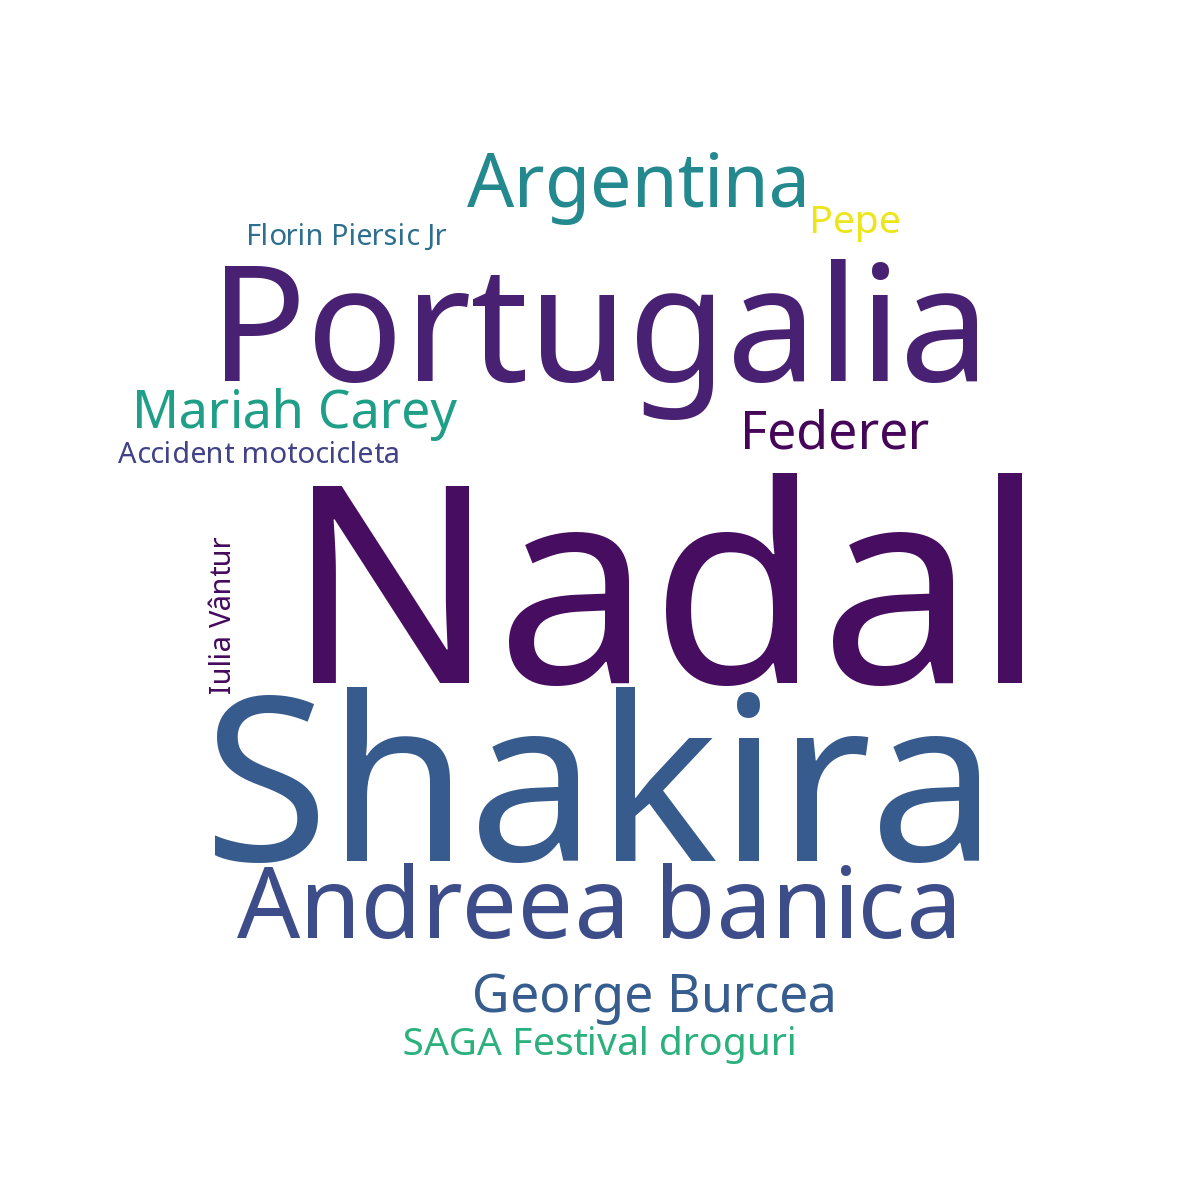 Argentina
Pepe
Florin Piersic Jr
Portugalia
Mariah Carey
Federer
Accident motocicleta
Nadal
Iulia Vântur
Shakira
Andreea banica
George Burcea
SAGA Festival droguri